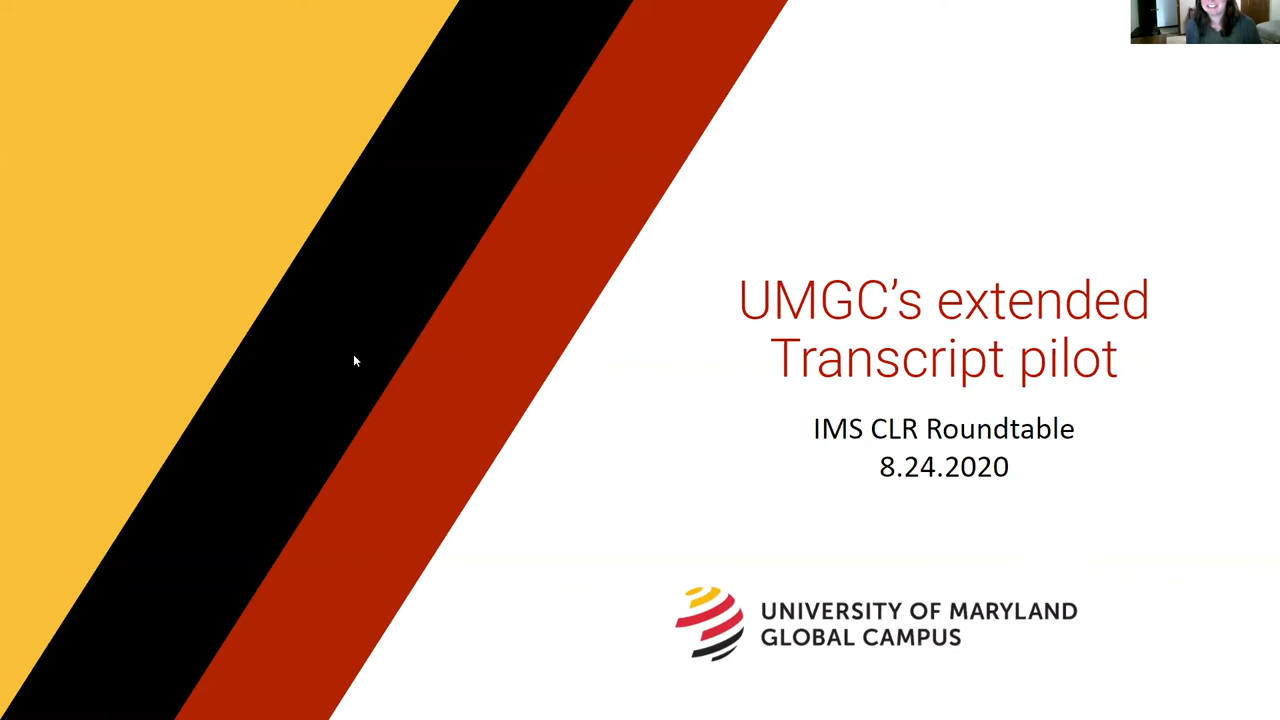 UMGC’s extended
Transcript pilot
IMS CLR Roundtable
8.24.2020
UNIVERSITY OF MARYLAND
GLOBAL CAMPUS